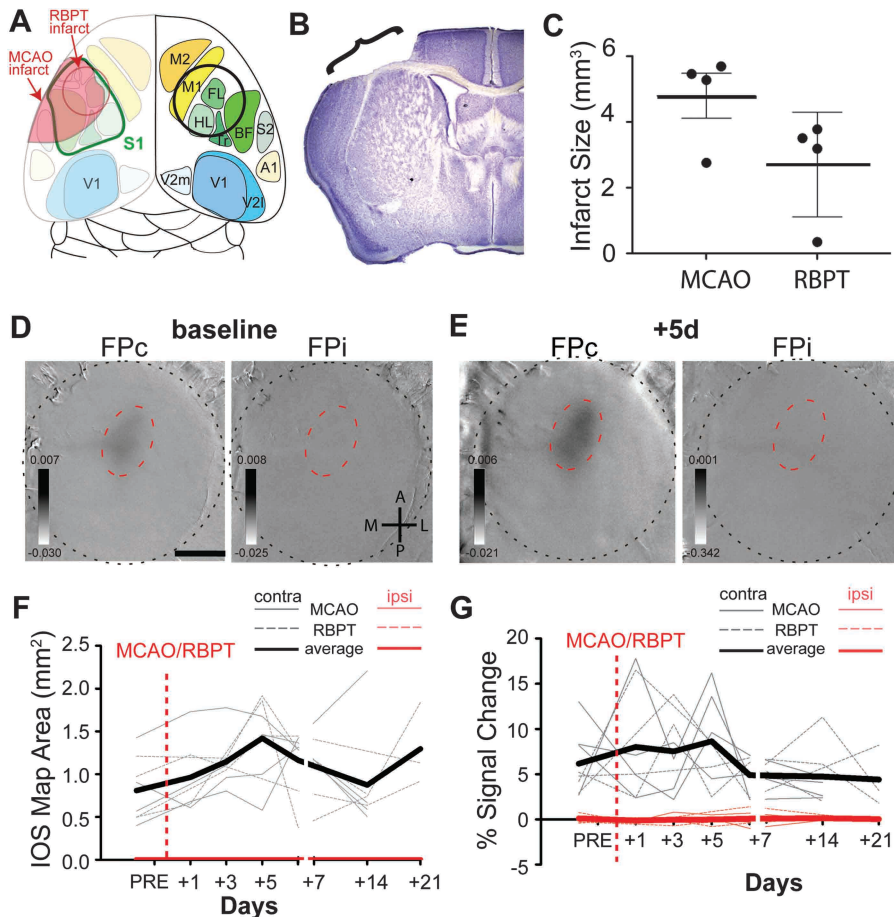 A
RBPT
infarct
MCAO
infarct
S1
M2
M1
FL
HL
BF
S2
A1
V2m
V1
V2l
V1
B
C
Infarct Size (mm³)
6
4
2
0
MCAO
RBPT
D
baseline
FPc
FPi
0.007
-0.030
0.008
-0.025
A
M
L
P
E
+5d
FPc
FPi
0.006
-0.021
0.001
-0.342
F
contra
ipsi
MCAO
RBPT
average
MCAO/RBPT
IOS Map Area (mm²)
2.5
2.0
1.5
1.0
0.5
0.0
PRE +1 +3 +5 +7 +14 +21
Days
G
contra
ipsi
MCAO
RBPT
average
MCAO/RBPT
% Signal Change
20
15
10
5
0
-5
PRE +1 +3 +5 +7 +14 +21
Days